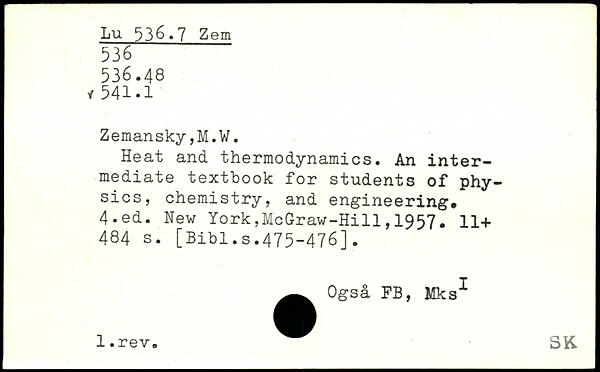 Lu 536.7 Zem
536
536.48
√ 541.1
Zemansky,M.W.
Heat and thermodynamics. An inter-
mediate textbook for students of phy-
sics, chemistry, and engineering.
4.ed. New York,McGraw-Hill,1957. 11+
484 s. [Bibl.s.475-476].
Også FB, Mks I
1.rev.
SK